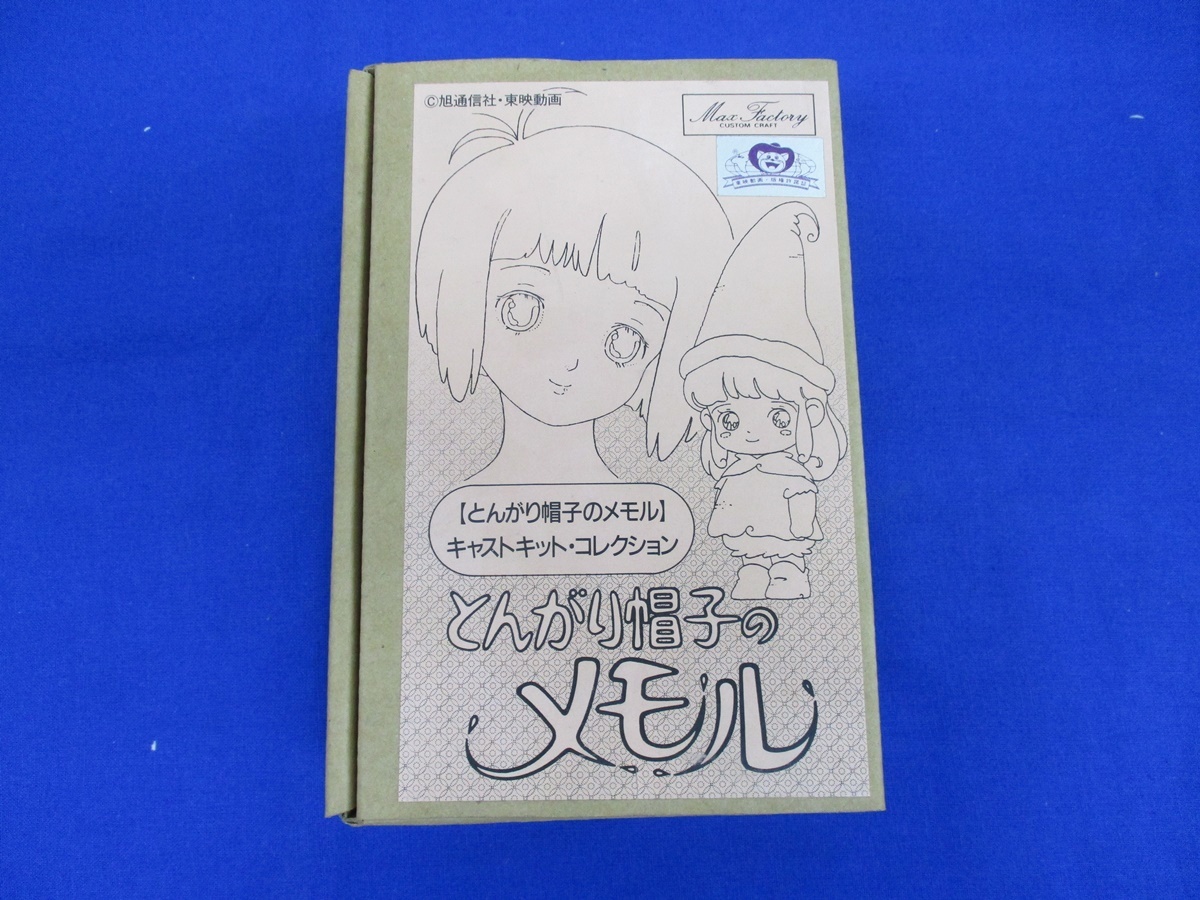 ©旭通信社・東映動画
Max Factory
CUSTOM CRAFT
【とんがり帽子のメモル】
キャストキット・コレクション
とんがり帽子の
メモル